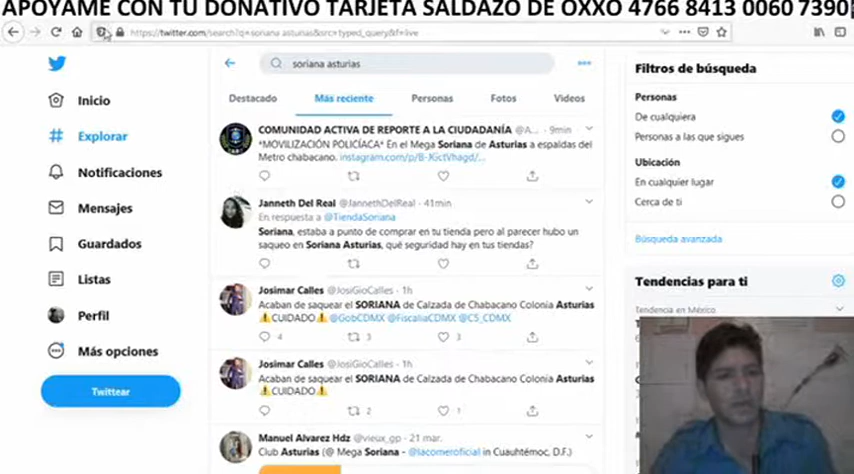 APOYAME CON TU DONATIVO TARJETA SALDAZO DE OXXO 4766 8413 0060 7390
https://twitter.com/search?q=soriana asturias&src=typed_query&f=live
soriana asturias
Filtros de búsqueda
Inicio
Destacado
Más reciente
Personas
Fotos
Videos
Personas
De cualquiera
Personas a las que sigues
Explorar
COMUNIDAD ACTIVA DE REPORTE A LA CIUDADANÍA @A... · 9min
*MOVILIZACIÓN POLICÍACA* En el Mega Soriana de Asturias a espaldas del
Metro chabacano.
Ubicación
En cualquier lugar
Cerca de ti
Notificaciones
Mensajes
Janneth Del Real @JannethDelReal · 41min
En respuesta a @TiendaSoriana
Soriana, estaba a punto de comprar en tu tienda pero al parecer hubo un
saqueo en Soriana Asturias, qué seguridad hay en tus tiendas?
Búsqueda avanzada
Guardados
Listas
Tendencias para ti
Tendencia en México
Josimar Calles @JosiGioCalles · 1h
Acaban de saquear el SORIANA de Calzada de Chabacano Colonia Asturias
⚠️CUIDADO⚠️ @GobCDMX @FiscaliaCDMX @C5_CDMX
4 3 3
Perfil
Más opciones
Josimar Calles @JosiGioCalles · 1h
Acaban de saquear el SORIANA de Calzada de Chabacano Colonia Asturias
⚠️CUIDADO⚠️
2 1
Twittear
Manuel Alvarez Hdz @vieux_gp · 21 mar.
Club Asturias (@ Mega Soriana - @lacomeroficial in Cuauhtémoc, D.F.)